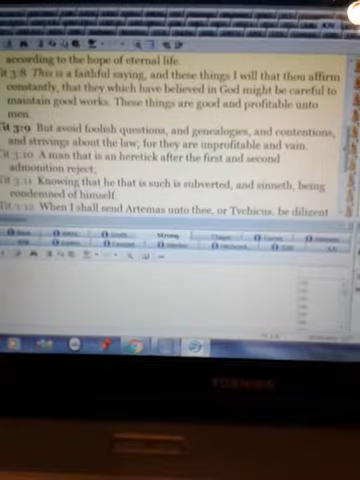 according to the hope of eternal life.
Tit 3:8 This is a faithful saying, and these things I will that thou affirm
constantly, that they which have believed in God might be careful to
maintain good works. These things are good and profitable unto
men.
Tit 3:9 But avoid foolish questions, and genealogies, and contentions,
and strivings about the law; for they are unprofitable and vain.
Tit 3:10 A man that is an heretick after the first and second
admonition reject;
Tit 3:11 Knowing that he that is such is subverted, and sinneth, being
condemned of himself.
Tit 3:12 When I shall send Artemas unto thee, or Tychicus, be diligent
Strong
TOSHIBA